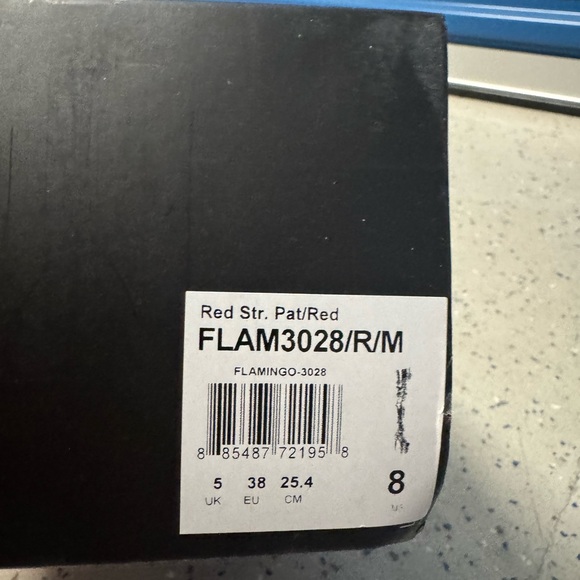 Red Str. Pat/Red
FLAM3028/R/M
FLAMINGO-3028
8 85487 72195 8
5 38 25.4 8
UK EU CM